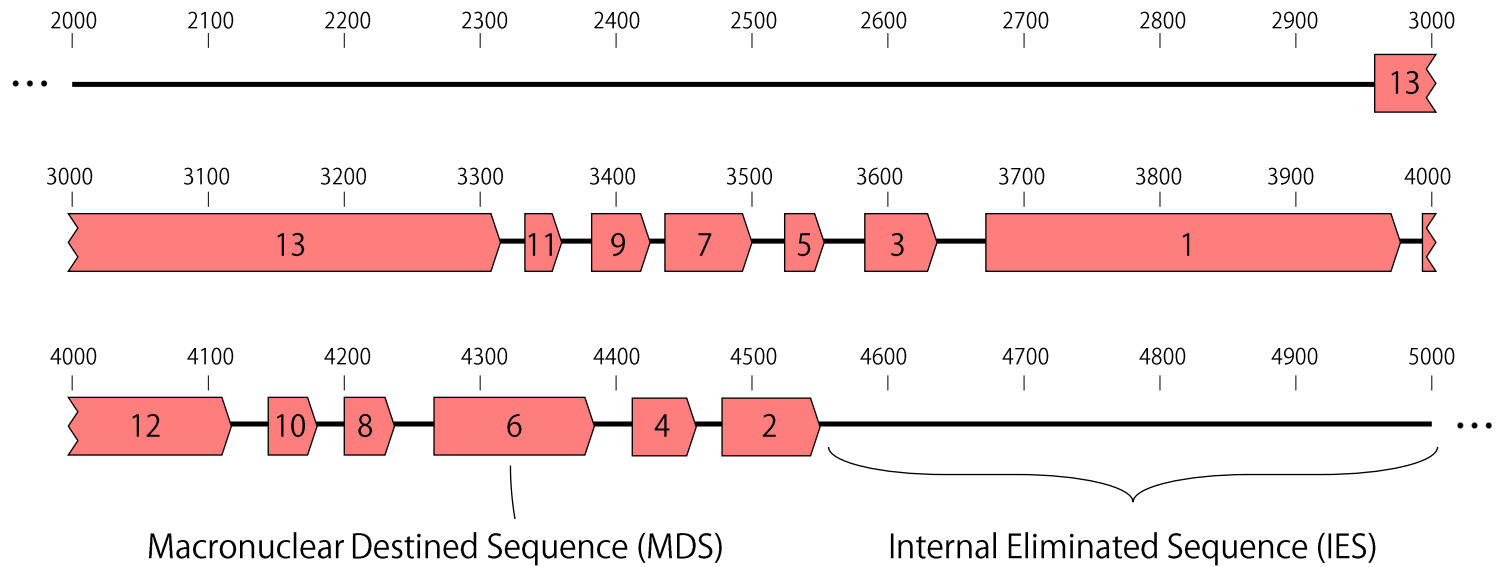 2000 2100 2200 2300 2400 2500 2600 2700 2800 2900 3000
... 13
3000 3100 3200 3300 3400 3500 3600 3700 3800 3900 4000
13 11 9 7 5 3 1
4000 4100 4200 4300 4400 4500 4600 4700 4800 4900 5000
12 10 8 6 4 2 ...
Macronuclear Destined Sequence (MDS) Internal Eliminated Sequence (IES)